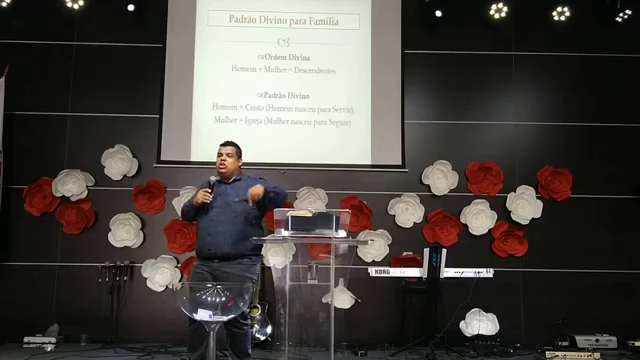 Padrão Divino para Família
Ordem Divina
Homem + Mulher = Descendentes
Padrão Divino
Homem = Cristo (Homem nasceu para Servir)
Mulher = Igreja (Mulher nasceu para Seguir)
KORG